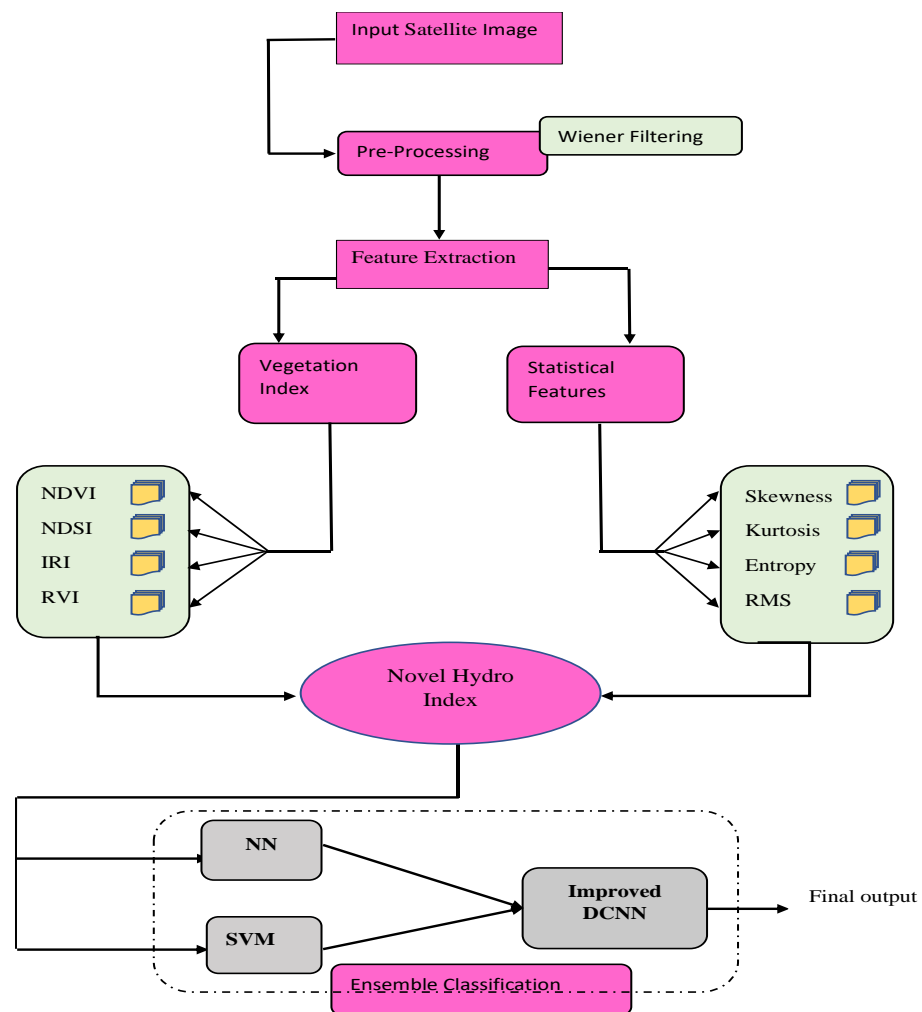 Input Satellite Image
Wiener Filtering
Pre-Processing
Feature Extraction
Vegetation
Index
Statistical
Features
NDVI
NDSI
IRI
RVI
Skewness
Kurtosis
Entropy
RMS
Novel Hydro
Index
NN
SVM
Improved
DCNN
Final output
Ensemble Classification